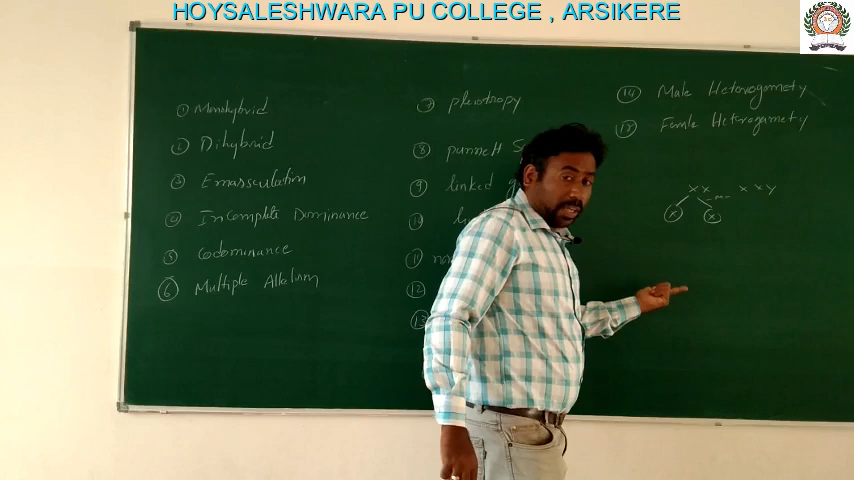 HOYSALESHWARA PU COLLEGE , ARSIKERE
① Monohybrid
② Dihybrid
③ Emasculation
④ Incomplete Dominance
⑤ Codominance
⑥ Multiple Allelism
⑦ pleiotropy
⑧ punnett S
⑨ linked g
⑩
⑪
⑫
⑬
⑭ Male Heterogamety
Female Heterogamety
XX XXY
X X